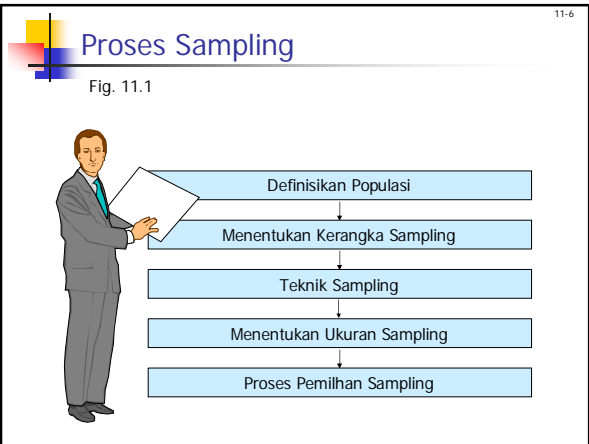 11-6
Proses Sampling
Fig. 11.1
Definisikan Populasi
Menentukan Kerangka Sampling
Teknik Sampling
Menentukan Ukuran Sampling
Proses Pemilhan Sampling